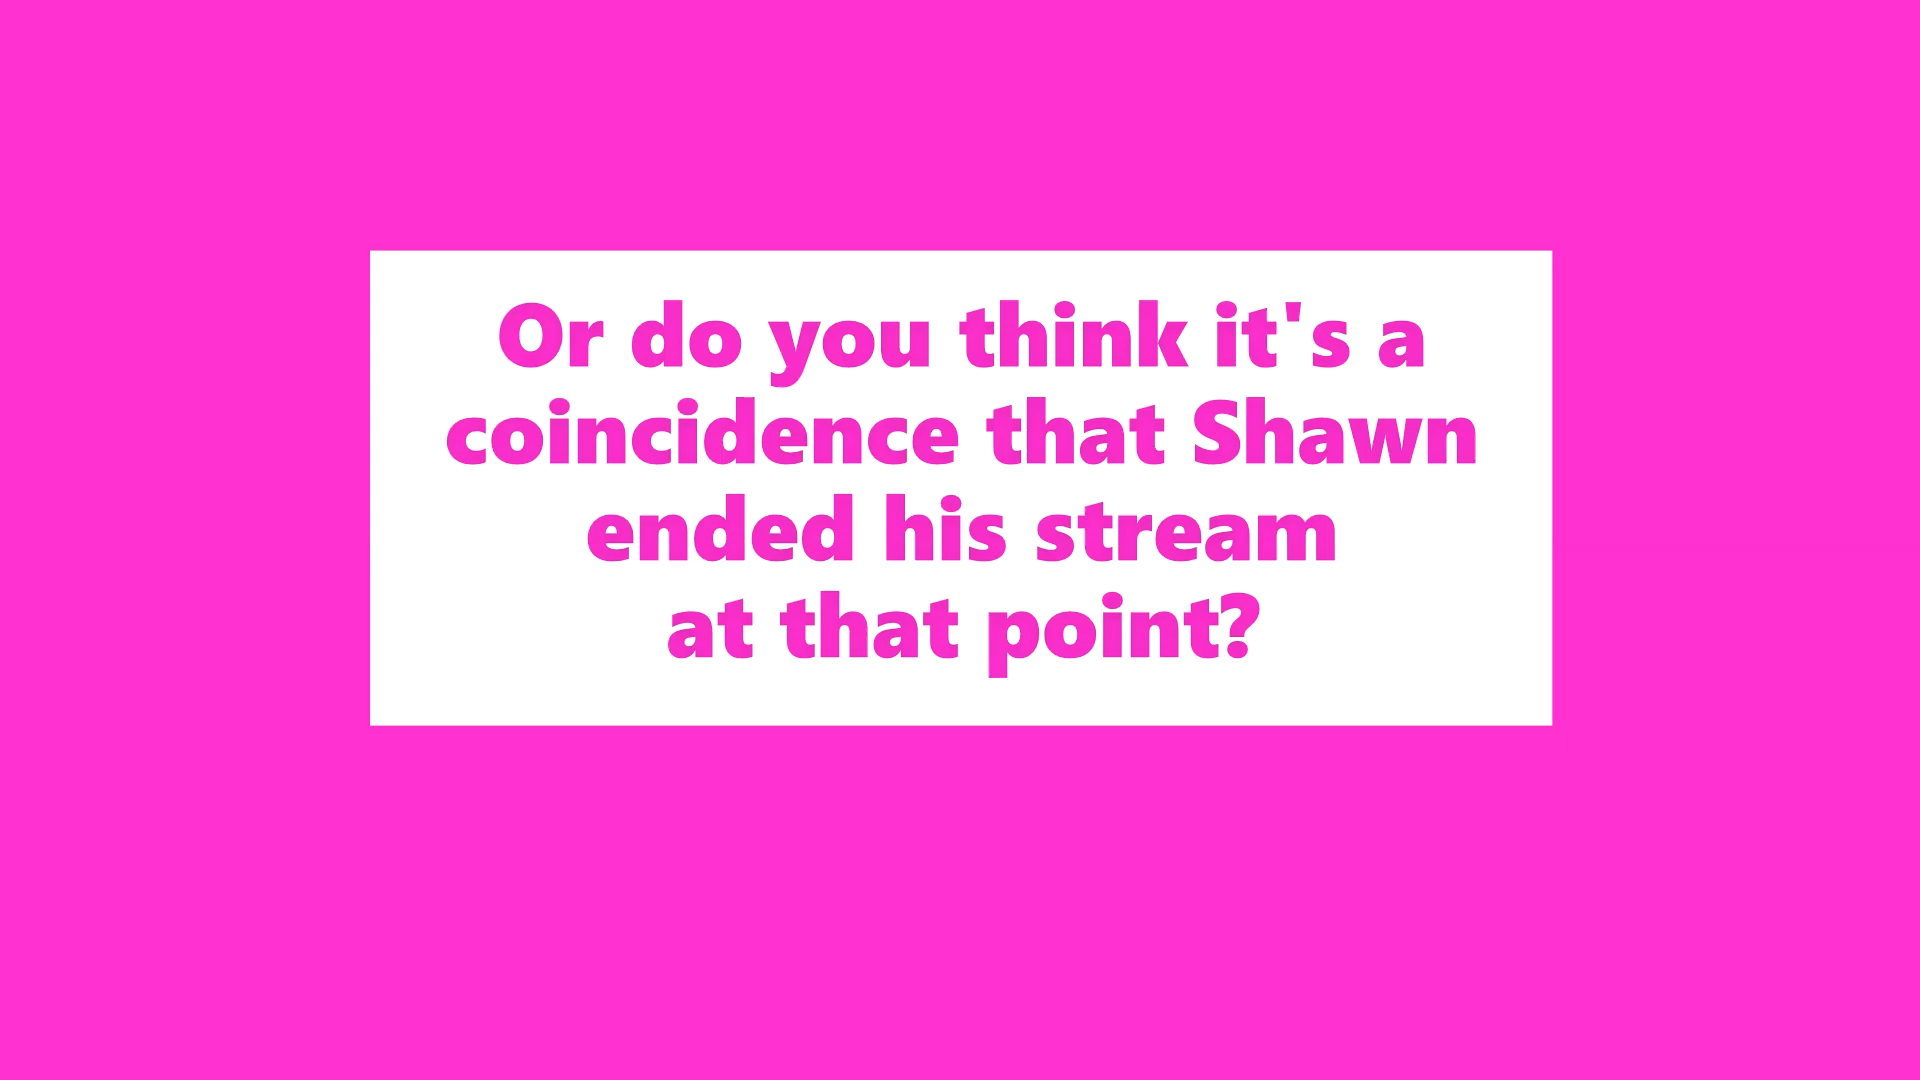 Or do you think it's a
coincidence that Shawn
ended his stream
at that point?